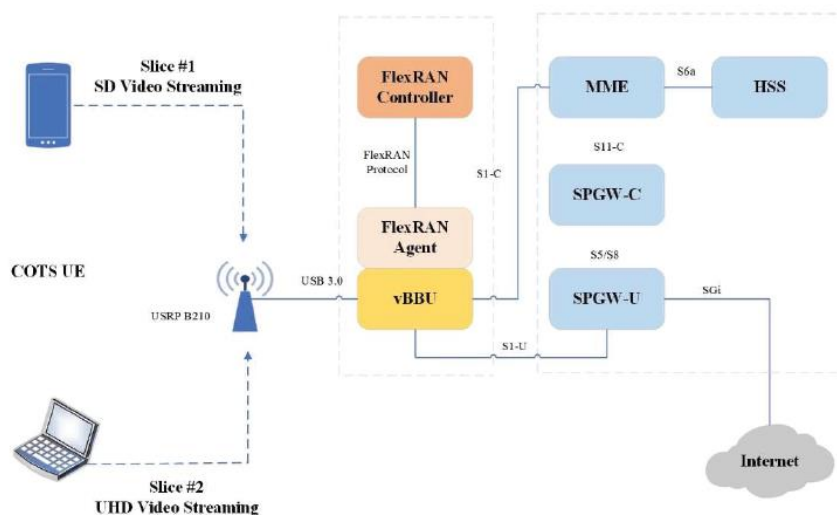 Slice #1
SD Video Streaming
FlexRAN
Controller
MME
S6a
HSS
FlexRAN
Protocol
S1-C
S11-C
SPGW-C
FlexRAN
Agent
COTS UE
USB 3.0
S5/S8
vBBU
SPGW-U
SGi
USRP B210
S1-U
Internet
Slice #2
UHD Video Streaming